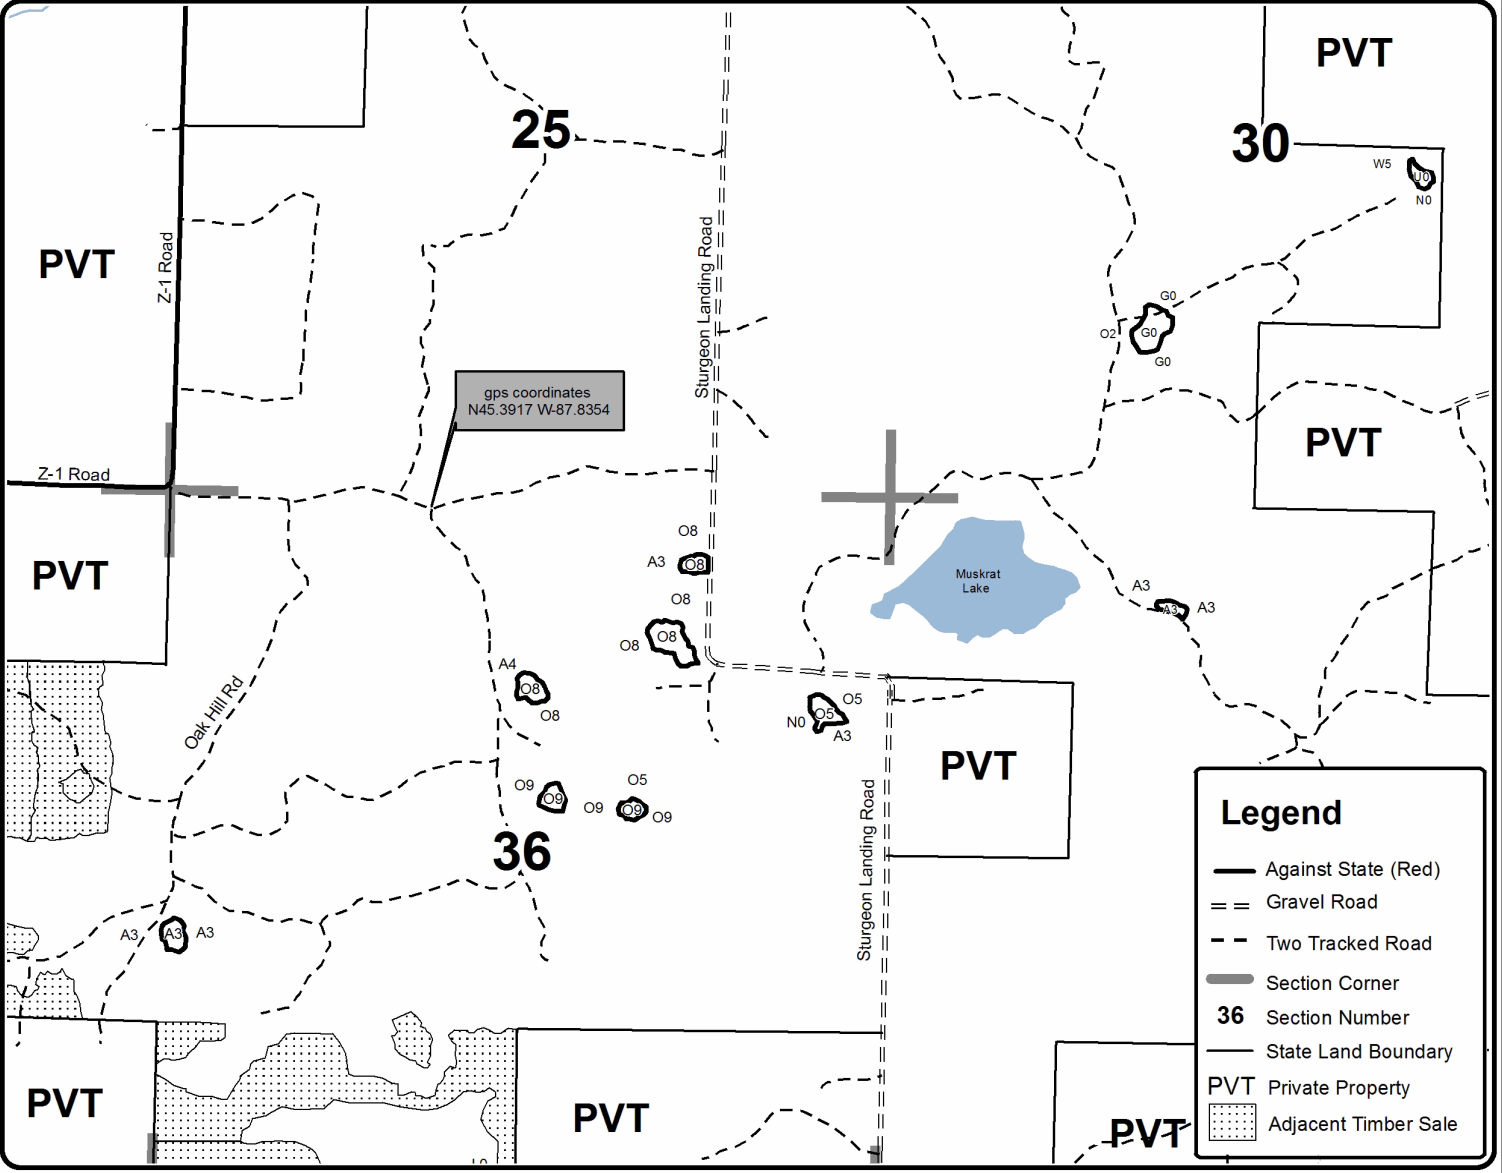 PVT
25
30
W5
U0
N0
PVT
Z-1 Road
Sturgeon Landing Road
G0
O2
G0
G0
gps coordinates
N45.3917 W-87.8354
PVT
Z-1 Road
O8
A3
O8
PVT
Muskrat
Lake
O8
A3
A3
A3
O8
O8
A4
O8
O8
Oak Hill Rd
O5
N0
O5
A3
PVT
O9
O9
O5
O9
O9
O9
36
Sturgeon Landing Road
A3
A3
A3
PVT
PVT
PVT
Legend
Against State (Red)
Gravel Road
Two Tracked Road
Section Corner
36 Section Number
State Land Boundary
PVT Private Property
Adjacent Timber Sale